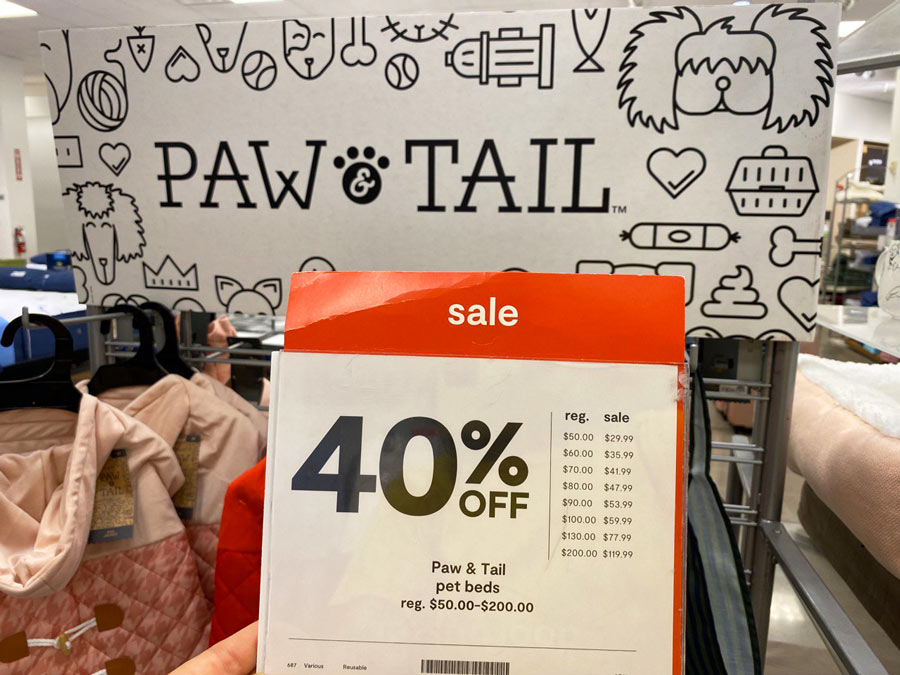 PAW & TAIL™
sale
40% OFF
reg. sale
$50.00 $29.99
$60.00 $35.99
$70.00 $41.99
$80.00 $47.99
$90.00 $53.99
$100.00 $59.99
$130.00 $77.99
$200.00 $119.99
Paw & Tail
pet beds
reg. $50.00-$200.00
687 Various Reusable
TAIL